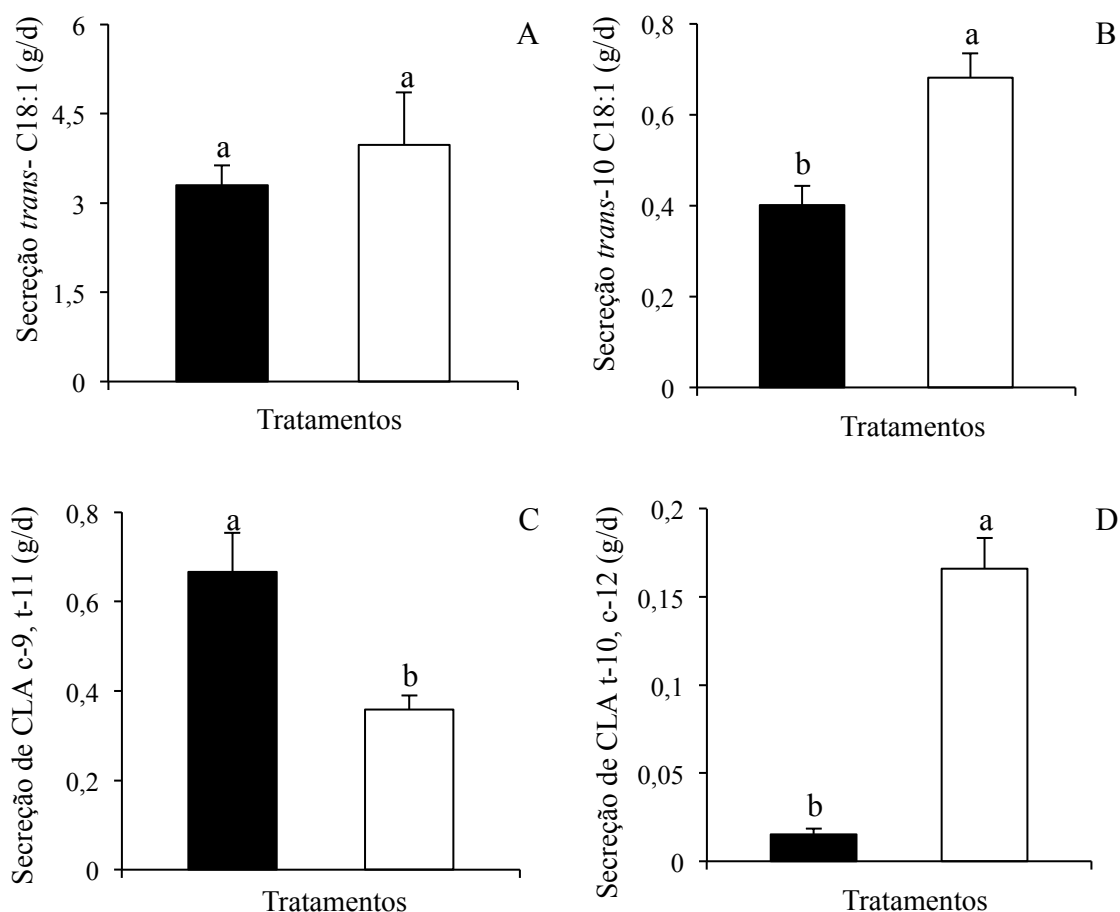 A
Secreção trans- C18:1 (g/d)
6
4,5
3
1,5
0
a
a
Tratamentos
B
Secreção trans-10 C18:1 (g/d)
0,8
0,6
0,4
0,2
0
b
a
Tratamentos
C
Secreção de CLA c-9, t-11 (g/d)
0,8
0,6
0,4
0,2
0
a
b
Tratamentos
D
Secreção de CLA t-10, c-12 (g/d)
0,2
0,15
0,1
0,05
0
b
a
Tratamentos